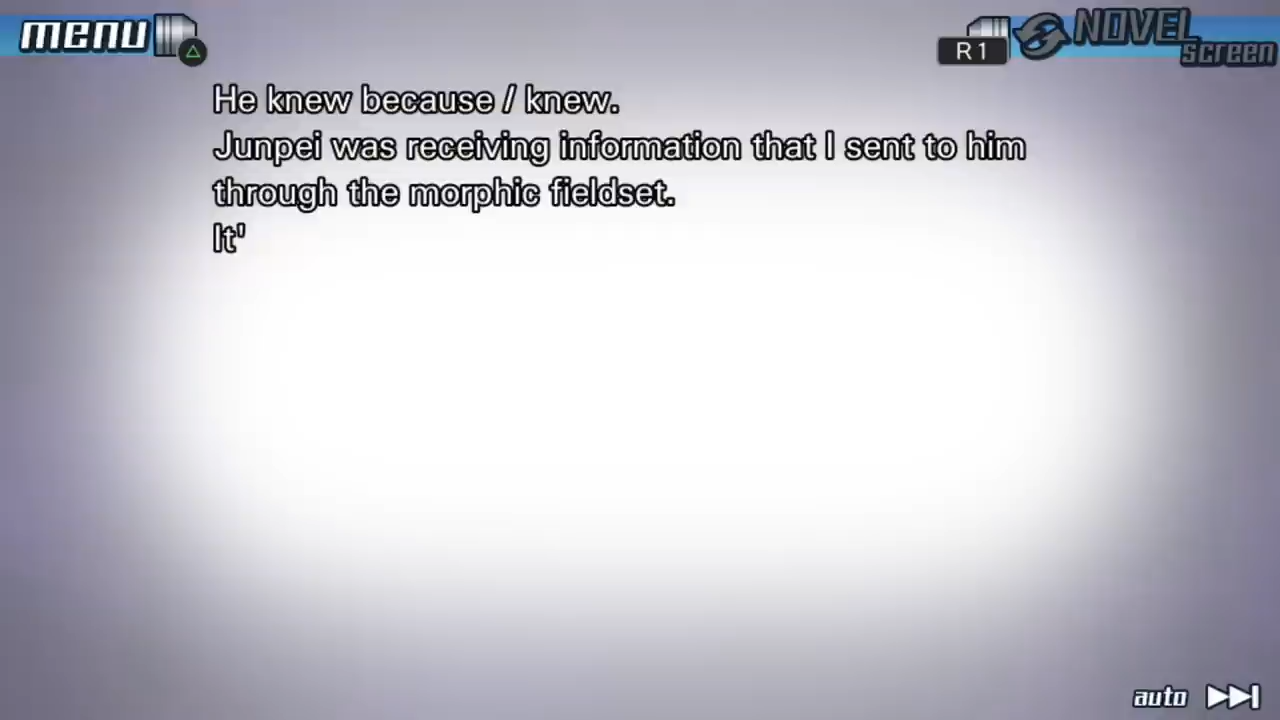 menu
R1 NOVEL
screen
He knew because I knew.
Junpei was receiving information that I sent to him
through the morphic fieldset.
It'
auto